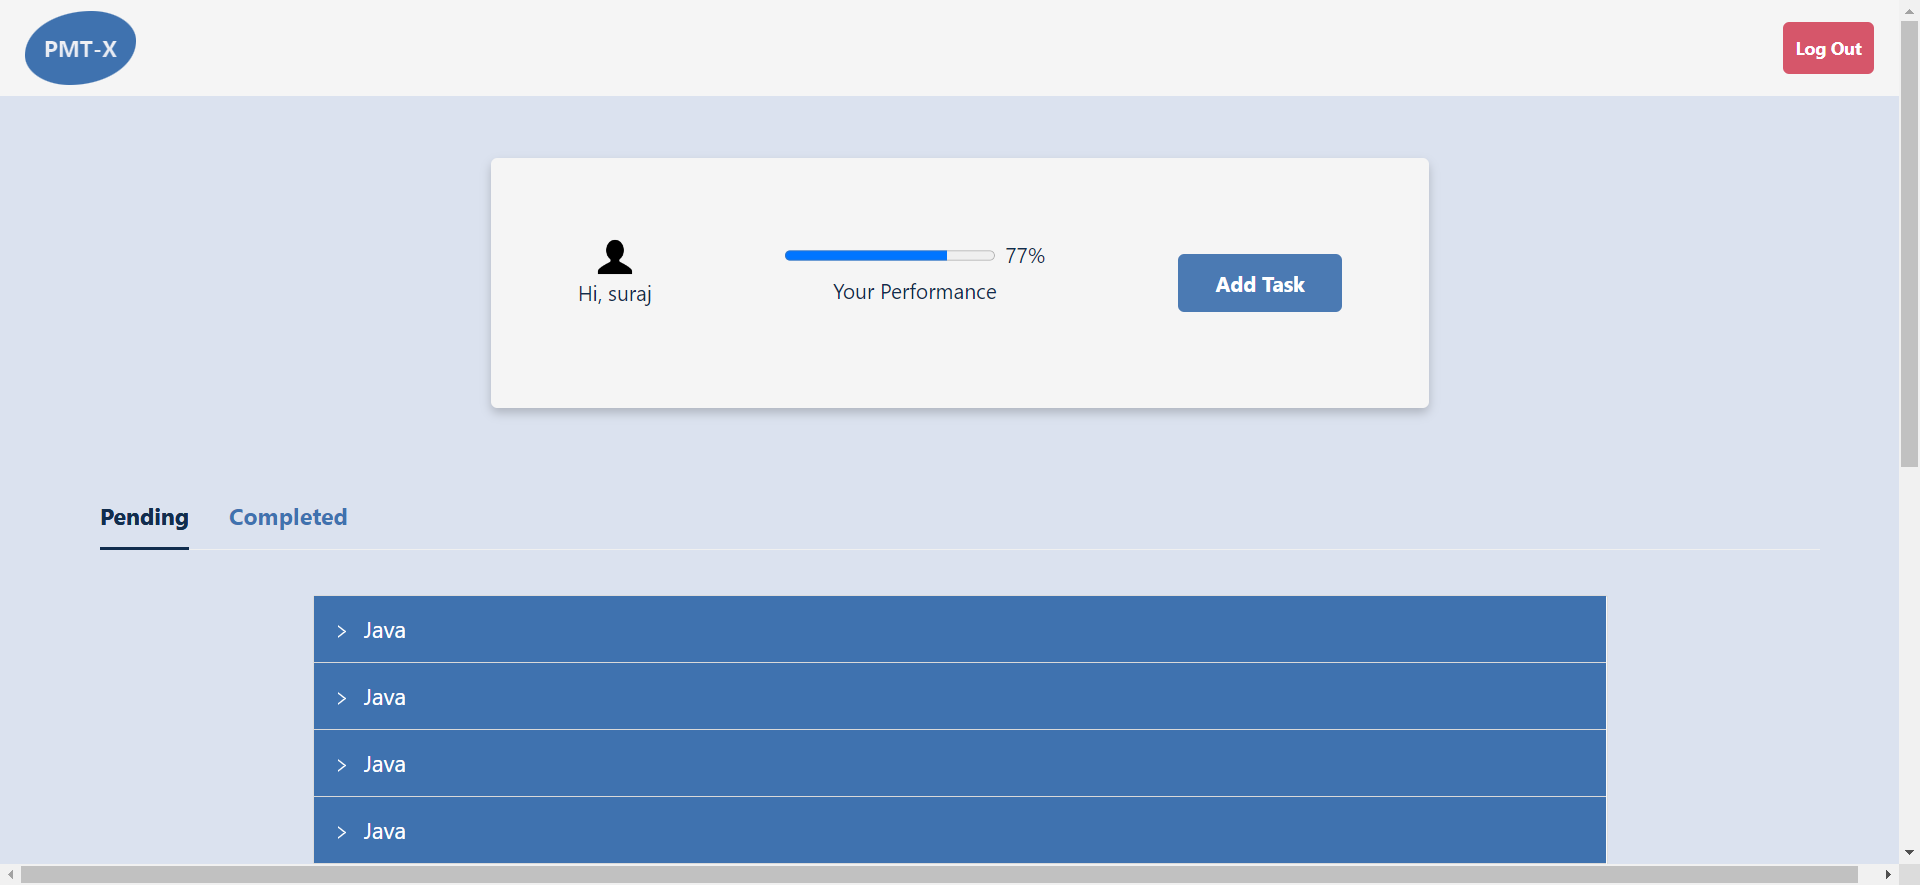 PMT-X
Log Out
Hi, suraj
77%
Your Performance
Add Task
Pending
Completed
Java
Java
Java
Java